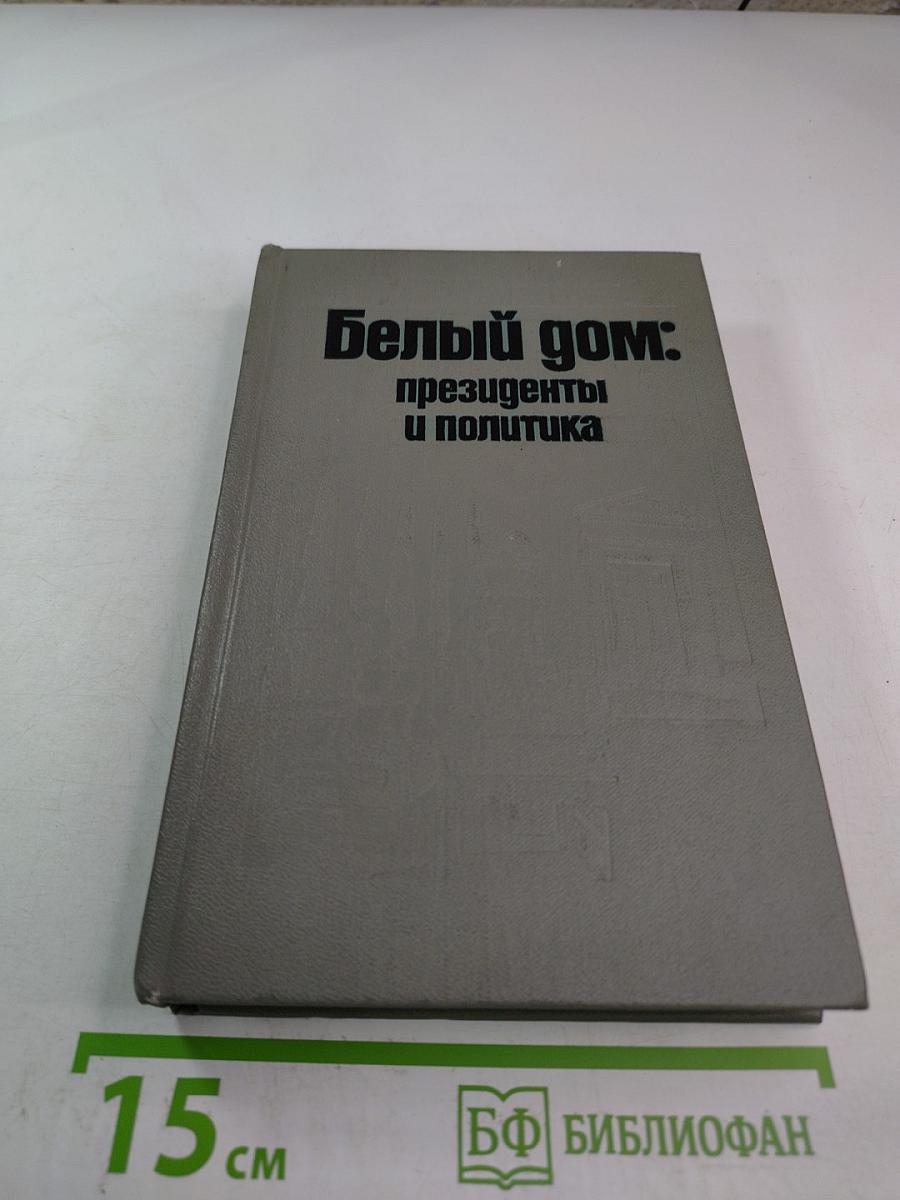 Белый дом:
президенты
и политика
15 см
БФ БИБЛИОФАН